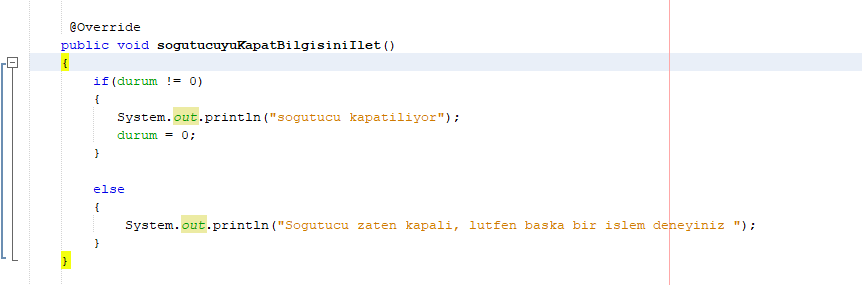 @Override
public void sogutucuyuKapatBilgisiniIlet()
{
if(durum != 0)
{
System.out.println("sogutucu kapatiliyor");
durum = 0;
}
else
{
System.out.println("Sogutucu zaten kapali, lutfen baska bir islem deneyiniz ");
}
}